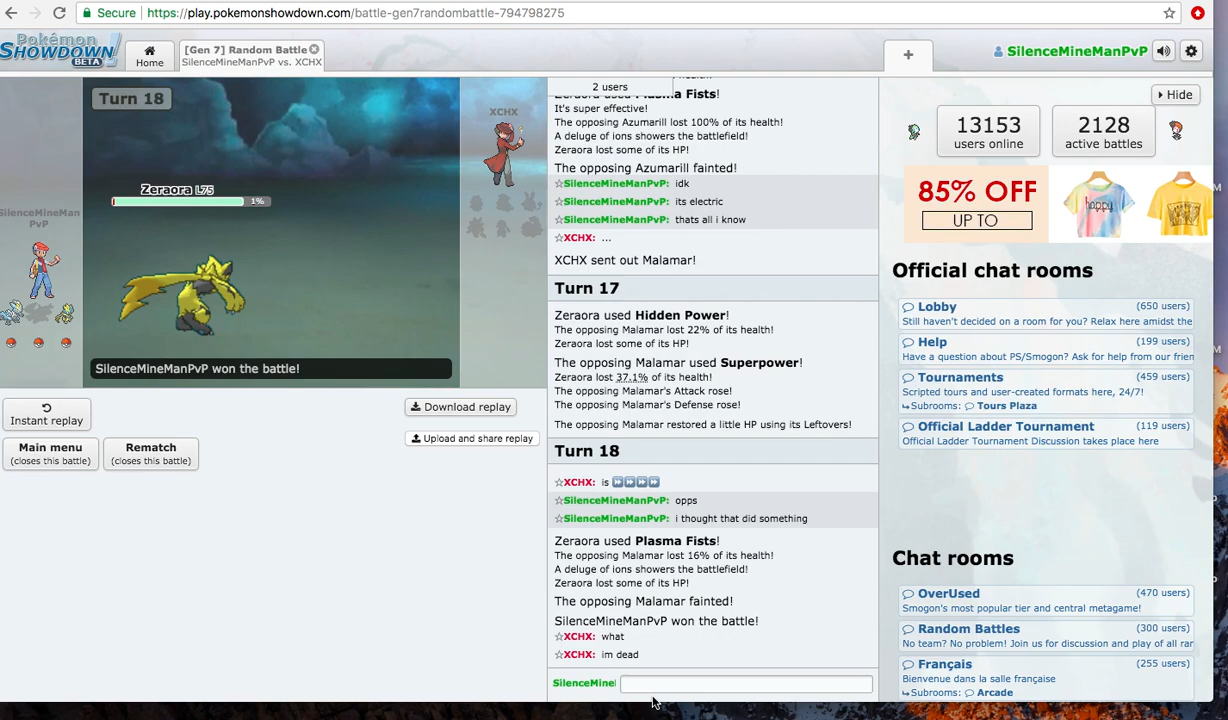 Secure https://play.pokemonshowdown.com/battle-gen7randombattle-794798275
Pokémon
SHOWDOWN!
BETA
Home
[Gen 7] Random Battle
SilenceMineManPvP vs. XCHX
+
SilenceMineManPvP
Turn 18
SilenceMineMan
PvP
Zeraora L75
1%
SilenceMineManPvP won the battle!
XCHX
Instant replay
Download replay
Upload and share replay
Main menu
(closes this battle)
Rematch
(closes this battle)
2 users
Zeraora used Plasma Fists!
It's super effective!
The opposing Azumarill lost 100% of its health!
A deluge of ions showers the battlefield!
Zeraora lost some of its HP!
The opposing Azumarill fainted!
☆SilenceMineManPvP: idk
☆SilenceMineManPvP: its electric
☆SilenceMineManPvP: thats all i know
☆XCHX: ...
XCHX sent out Malamar!
Turn 17
Zeraora used Hidden Power!
The opposing Malamar lost 22% of its health!
Zeraora lost some of its HP!
The opposing Malamar used Superpower!
Zeraora lost 37.1% of its health!
The opposing Malamar's Attack rose!
The opposing Malamar's Defense rose!
The opposing Malamar restored a little HP using its Leftovers!
Turn 18
☆XCHX: is ⏩⏩⏩⏩
☆SilenceMineManPvP: opps
☆SilenceMineManPvP: i thought that did something
Zeraora used Plasma Fists!
The opposing Malamar lost 16% of its health!
A deluge of ions showers the battlefield!
Zeraora lost some of its HP!
The opposing Malamar fainted!
SilenceMineManPvP won the battle!
☆XCHX: what
☆XCHX: im dead
SilenceMinel
Hide
13153
users online
2128
active battles
85% OFF
UP TO
happy
Official chat rooms
Lobby (650 users)
Still haven't decided on a room for you? Relax here amidst the
Help (199 users)
Have a question about PS/Smogon? Ask for help from our frien
Tournaments (459 users)
Scripted tours and user-created formats here, 24/7!
↳Subrooms: Tours Plaza
Official Ladder Tournament (119 users)
Official Ladder Tournament Discussion takes place here
Chat rooms
OverUsed (470 users)
Smogon's most popular tier and central metagame!
Random Battles (300 users)
No team? No problem! Join us for discussion and play of all rar
Français (255 users)
Bienvenue dans la salle française
↳Subrooms: Arcade